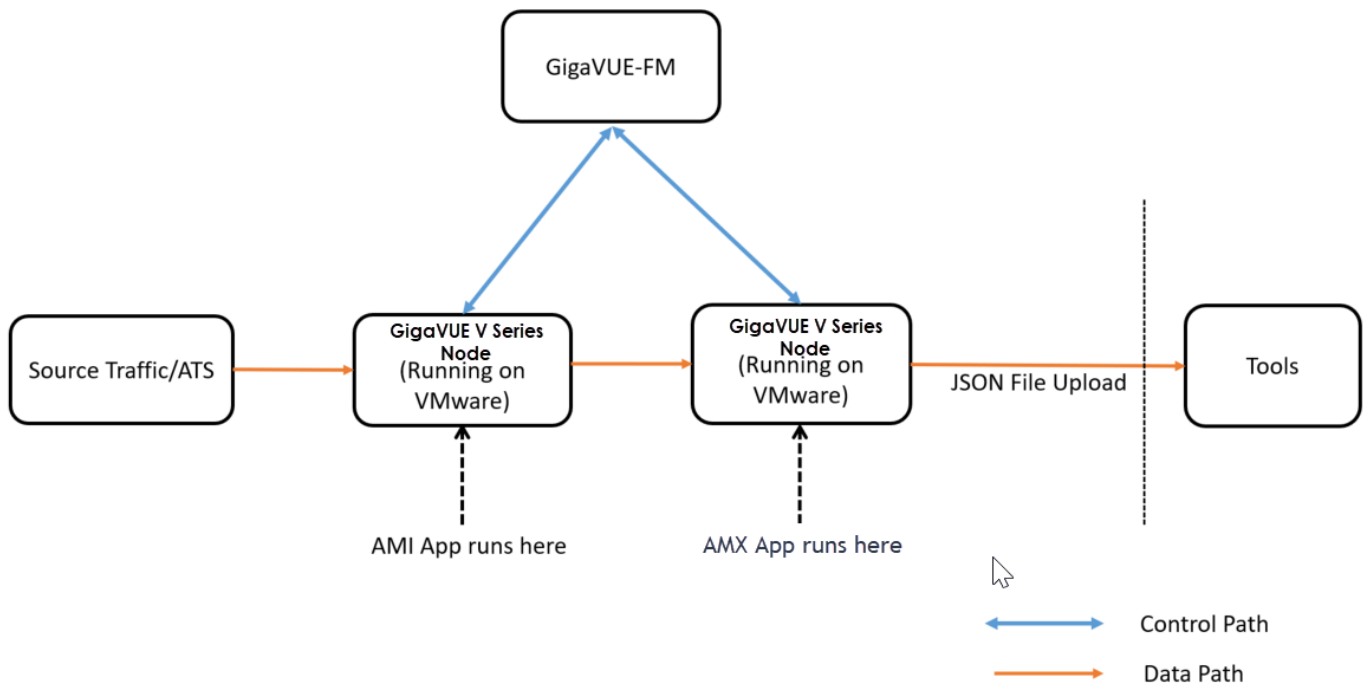 GigaVUE-FM
Source Traffic/ATS
GigaVUE V Series
Node
(Running on
VMware)
GigaVUE V Series
Node
(Running on
VMware)
JSON File Upload
Tools
AMI App runs here
AMX App runs here
Control Path
Data Path